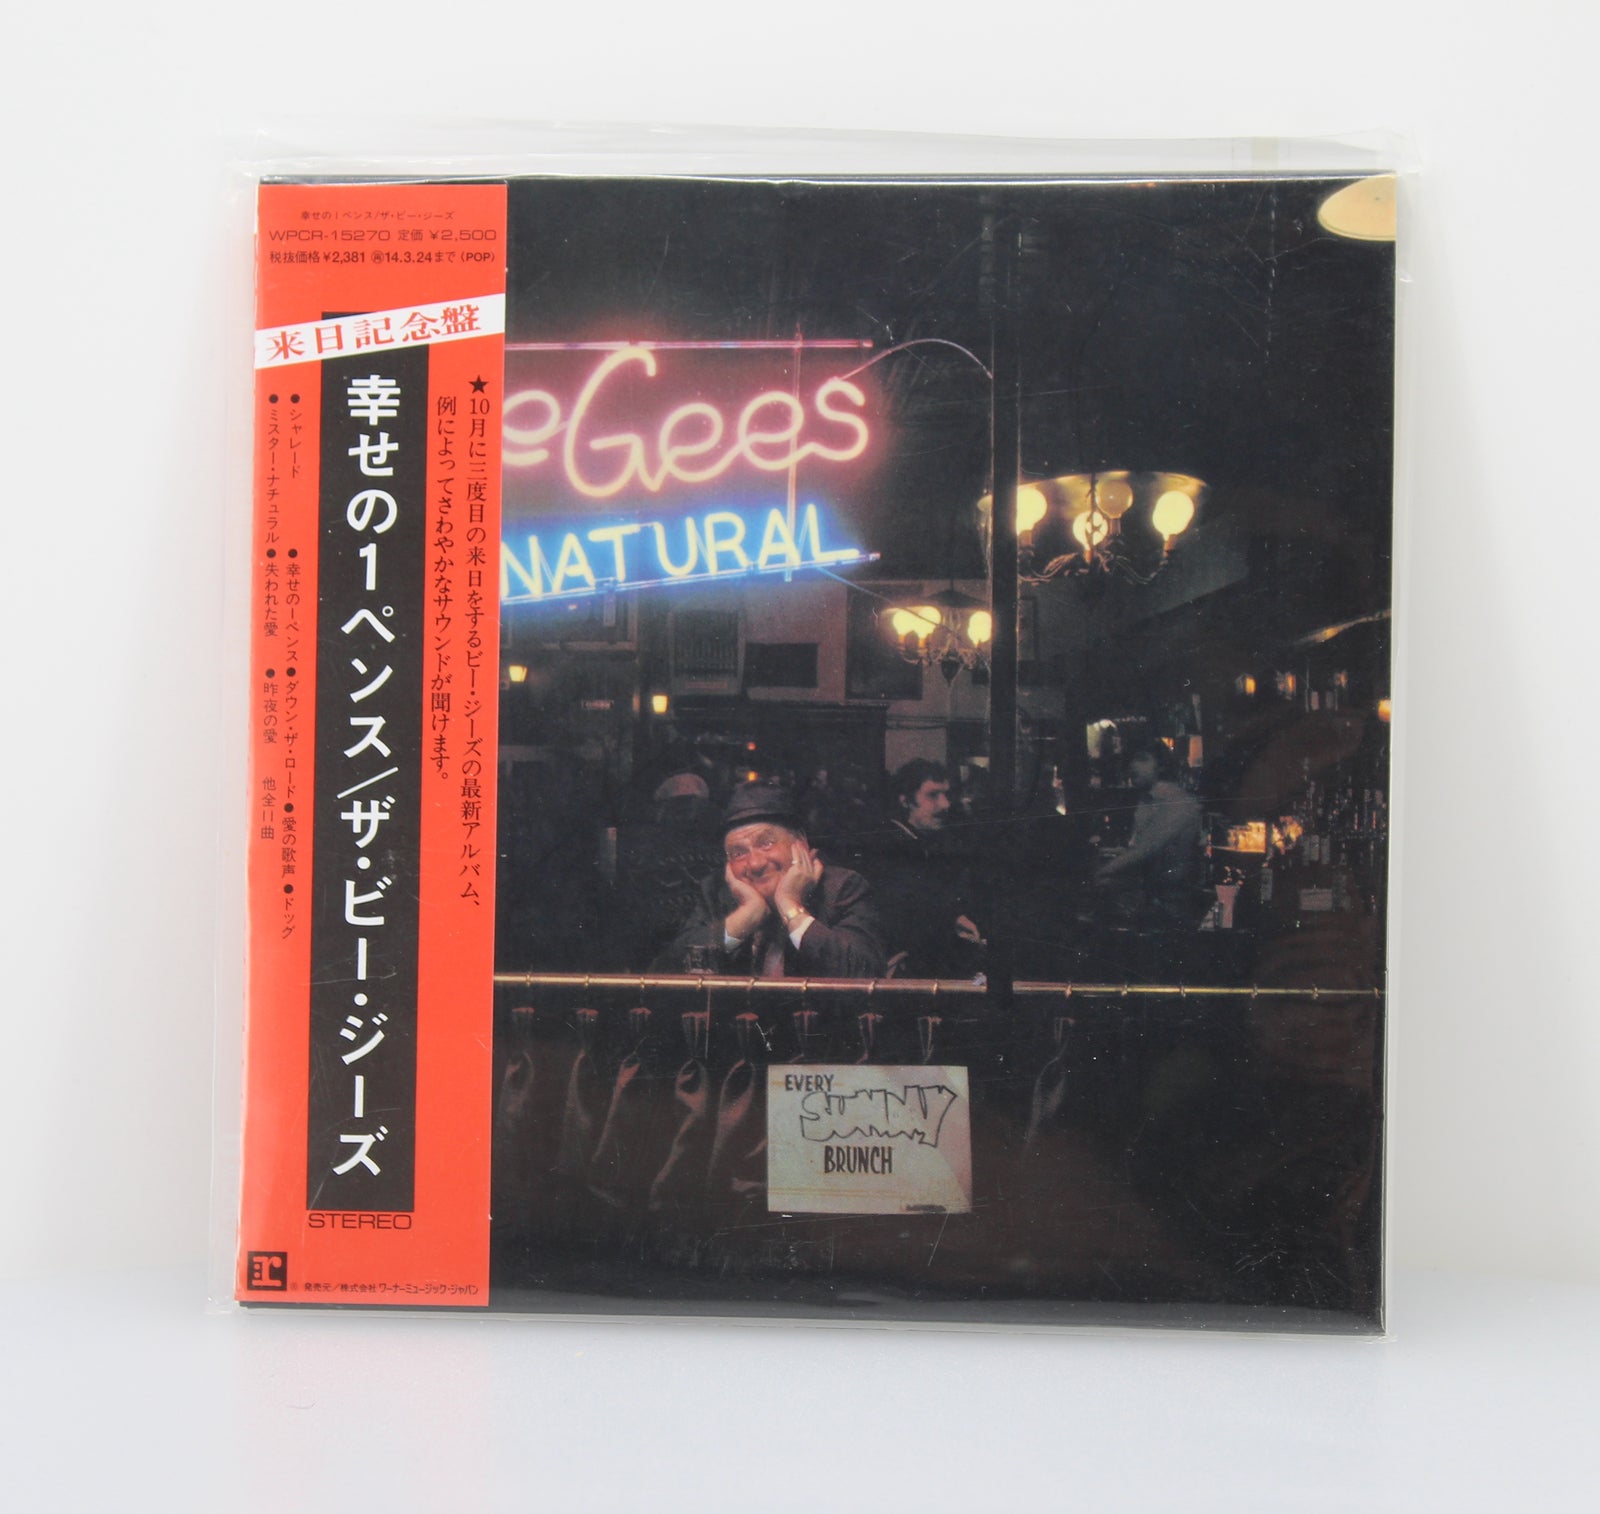 幸せの1ペンス/ザ・ビー・ジーズ
WPCR-15270 定価 ¥2,500
税抜価格¥2,381 再14.3.24まで (POP)
来日記念盤
★10月に三度目の来日をするビー・ジーズの最新アルバム、
例によってさわやかなサウンドが聞けます。
幸せの1ペンス/ザ・ビー・ジーズ
●シャレード ●幸せの1ペンス●ダウン・ザ・ロード●愛の歌声●ドッグ
●ミスター・ナチュラル●失われた愛 ●昨夜の愛 他全11曲
STEREO
r
発売元/株式会社 ワーナーミュージック・ジャパン
eGees
NATURAL
EVERY
SUNDAY
BRUNCH